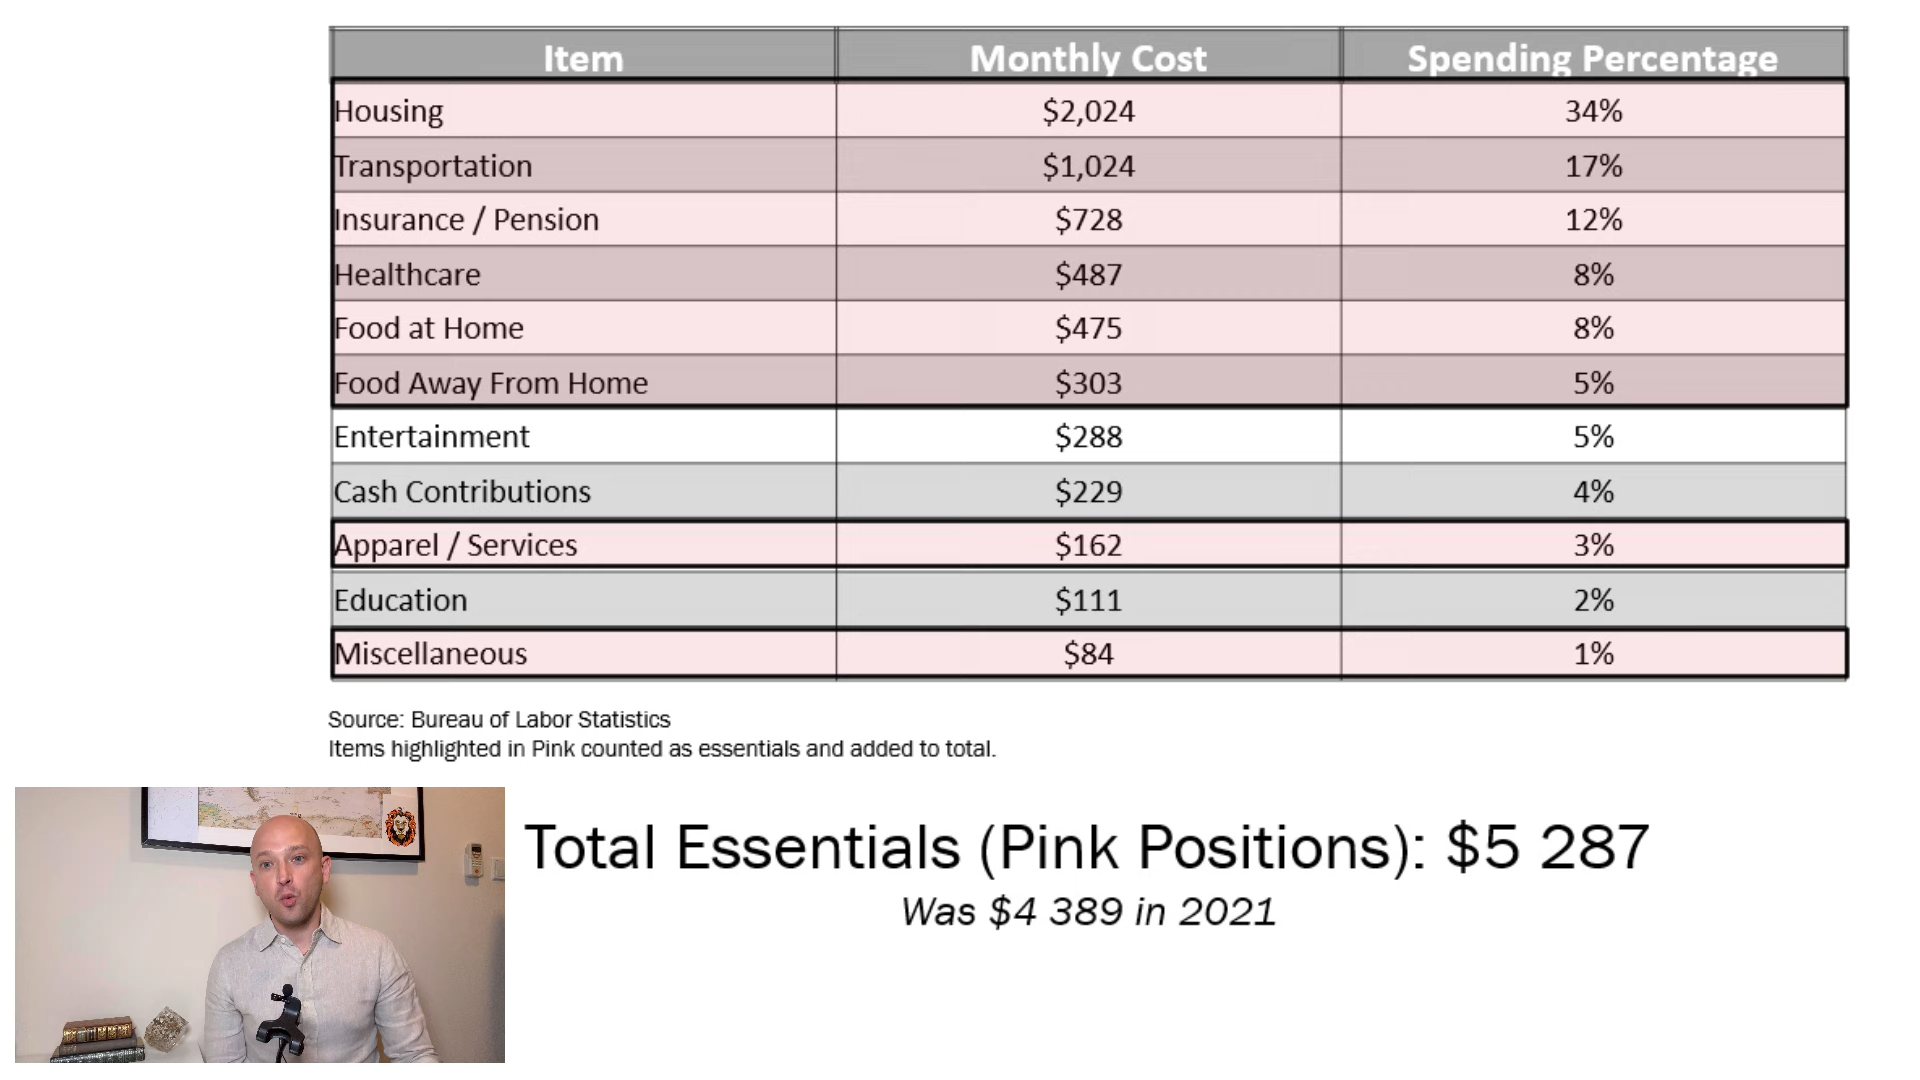 Item Monthly Cost Spending Percentage
Housing $2,024 34%
Transportation $1,024 17%
Insurance / Pension $728 12%
Healthcare $487 8%
Food at Home $475 8%
Food Away From Home $303 5%
Entertainment $288 5%
Cash Contributions $229 4%
Apparel / Services $162 3%
Education $111 2%
Miscellaneous $84 1%
Source: Bureau of Labor Statistics
Items highlighted in Pink counted as essentials and added to total.
Total Essentials (Pink Positions): $5 287
Was $4 389 in 2021